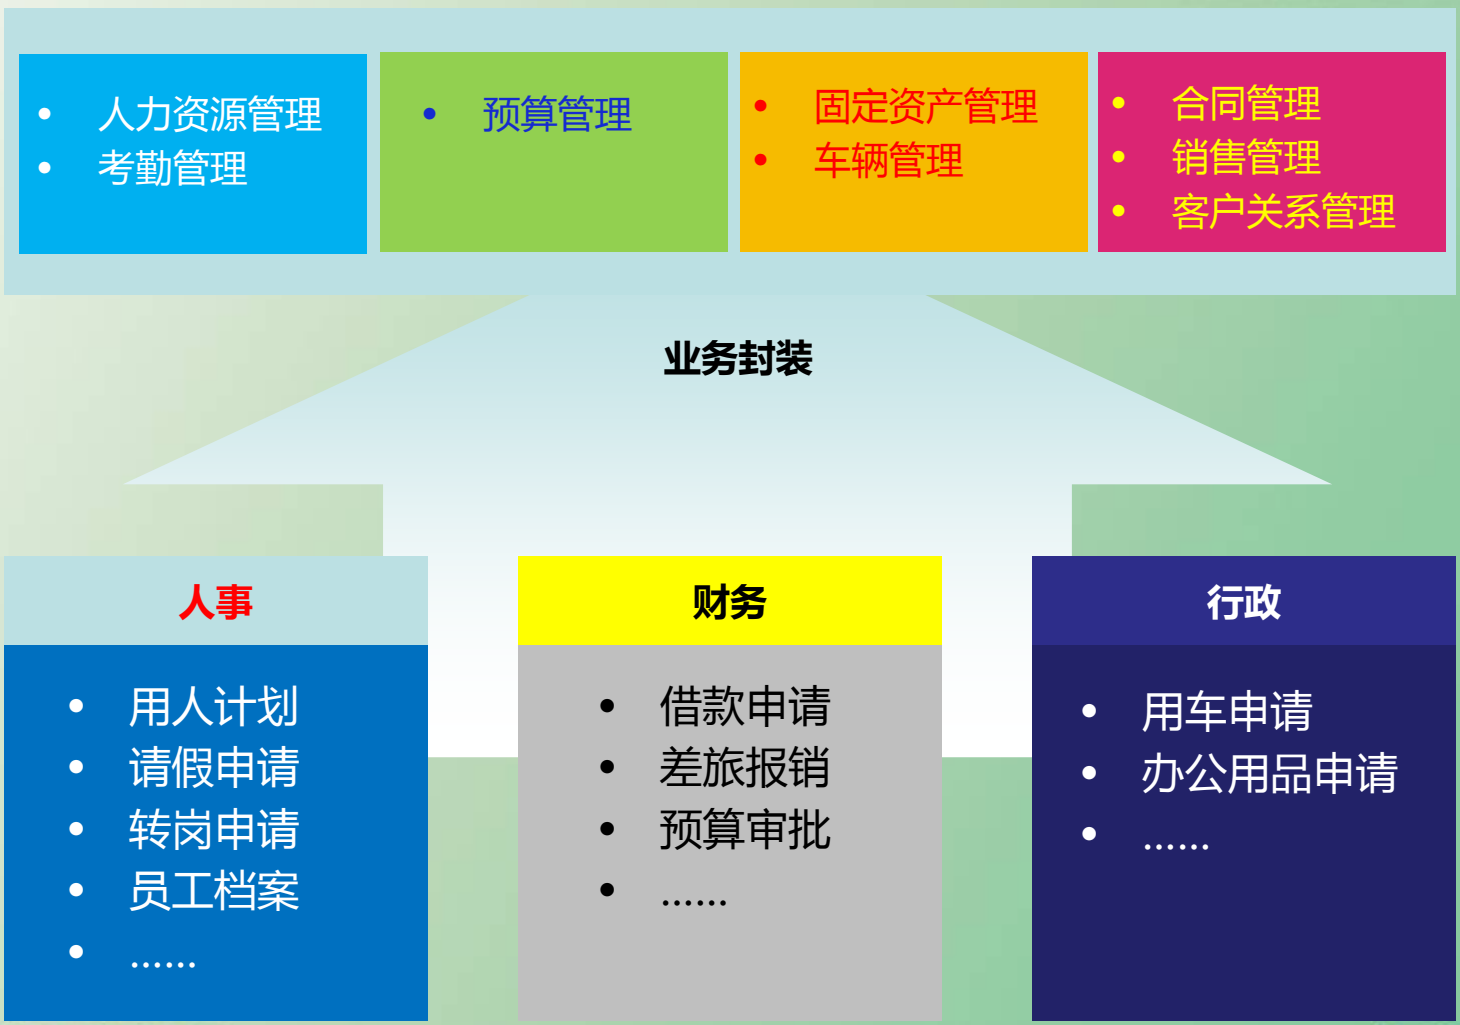 • 人力资源管理
• 考勤管理
• 预算管理
• 固定资产管理
• 车辆管理
• 合同管理
• 销售管理
• 客户关系管理
业务封装
人事
• 用人计划
• 请假申请
• 转岗申请
• 员工档案
• ……
财务
• 借款申请
• 差旅报销
• 预算审批
• ……
行政
• 用车申请
• 办公用品申请
• ……